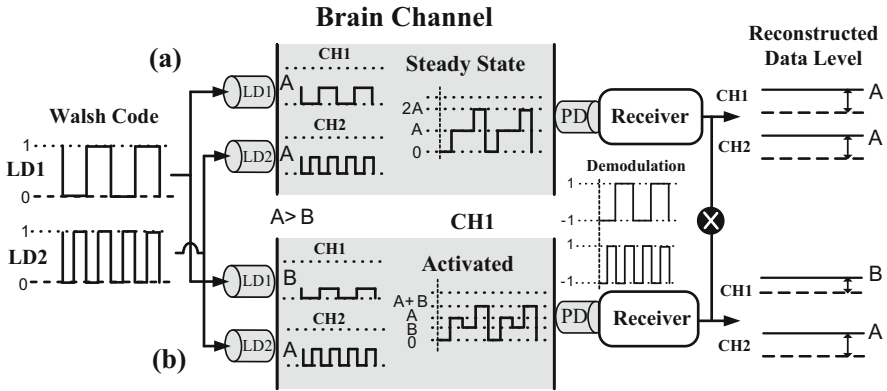 Brain Channel
Reconstructed
Data Level
(a)
Walsh Code
1
LD1
0
1
LD2
0
LD1
A
CH1
LD2
A
CH2
Steady State
2A
A
0
PD
Receiver
CH1
A
CH2
A
Demodulation
1
-1
1
-1
X
A> B
CH1
(b)
LD1
B
CH1
LD2
A
CH2
Activated
A+B
A
B
0
PD
Receiver
CH1
B
CH2
A